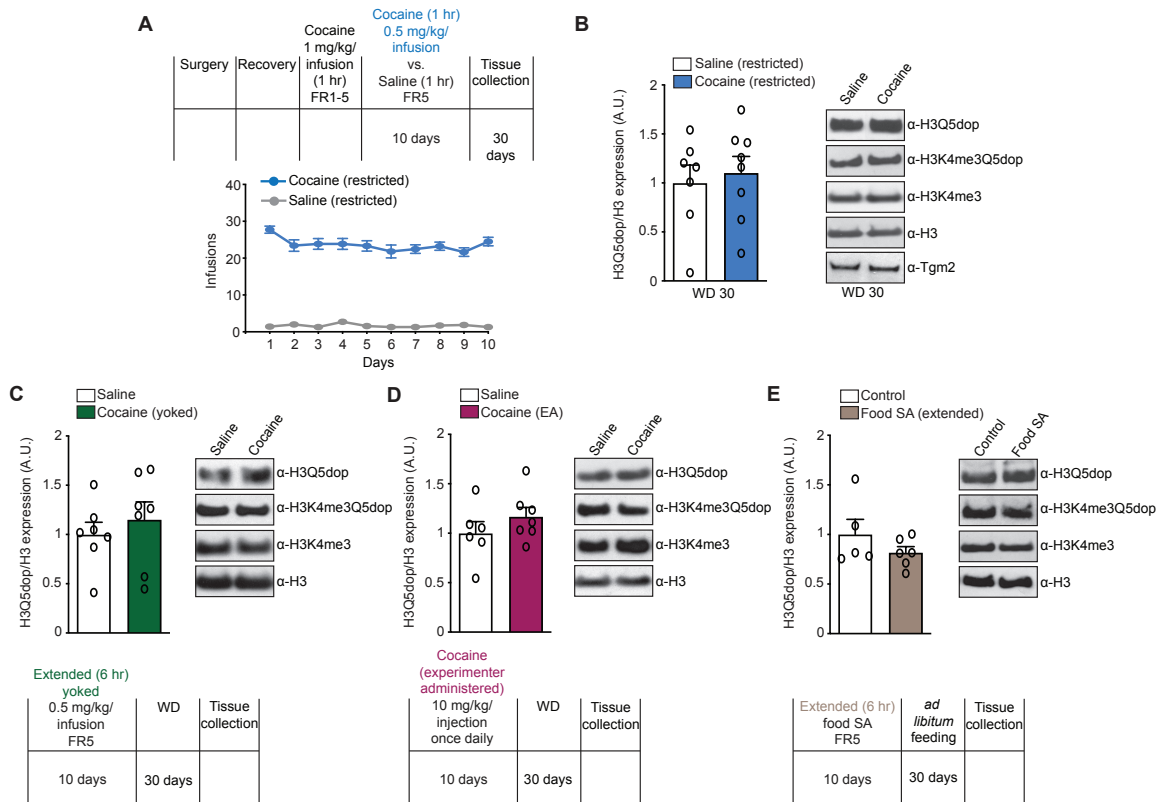 A
Surgery
Recovery
Cocaine
1 mg/kg/
infusion
(1 hr)
FR1-5
Cocaine (1 hr)
0.5 mg/kg/
infusion
vs.
Saline (1 hr)
FR5
Tissue
collection
10 days
30
days
Cocaine (restricted)
Saline (restricted)
Infusions
40
30
20
10
0
1 2 3 4 5 6 7 8 9 10
Days
B
Saline (restricted)
Cocaine (restricted)
H3Q5dop/H3 expression (A.U.)
2
1.5
1
0.5
0
WD 30
Saline
Cocaine
α-H3Q5dop
α-H3K4me3Q5dop
α-H3K4me3
α-H3
α-Tgm2
WD 30
C
Saline
Cocaine (yoked)
H3Q5dop/H3 expression (A.U.)
2
1.5
1
0.5
0
Saline
Cocaine
α-H3Q5dop
α-H3K4me3Q5dop
α-H3K4me3
α-H3
Extended (6 hr)
yoked
0.5 mg/kg/
infusion
FR5
WD
Tissue
collection
10 days
30 days
D
Saline
Cocaine (EA)
H3Q5dop/H3 expression (A.U.)
2
1.5
1
0.5
0
Saline
Cocaine
α-H3Q5dop
α-H3K4me3Q5dop
α-H3K4me3
α-H3
Cocaine
(experimenter
administered)
10 mg/kg/
injection
once daily
WD
Tissue
collection
10 days
30 days
E
Control
Food SA (extended)
H3Q5dop/H3 expression (A.U.)
2
1.5
1
0.5
0
Control
Food SA
α-H3Q5dop
α-H3K4me3Q5dop
α-H3K4me3
α-H3
Extended (6 hr)
food SA
FR5
ad
libitum
feeding
Tissue
collection
10 days
30 days